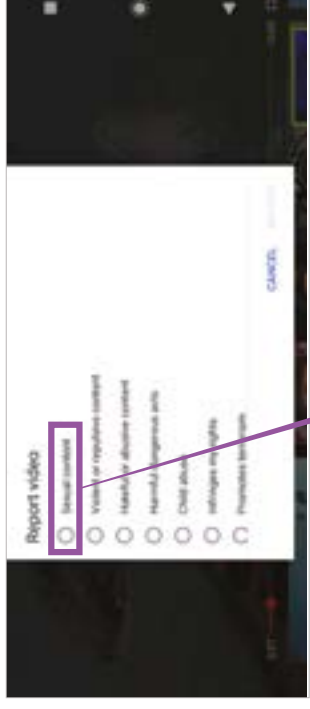 Report video
Sexual content
Violent or repulsive content
Hateful or abusive content
Harmful dangerous acts
Child abuse
Infringes my rights
Promotes terrorism
CANCEL